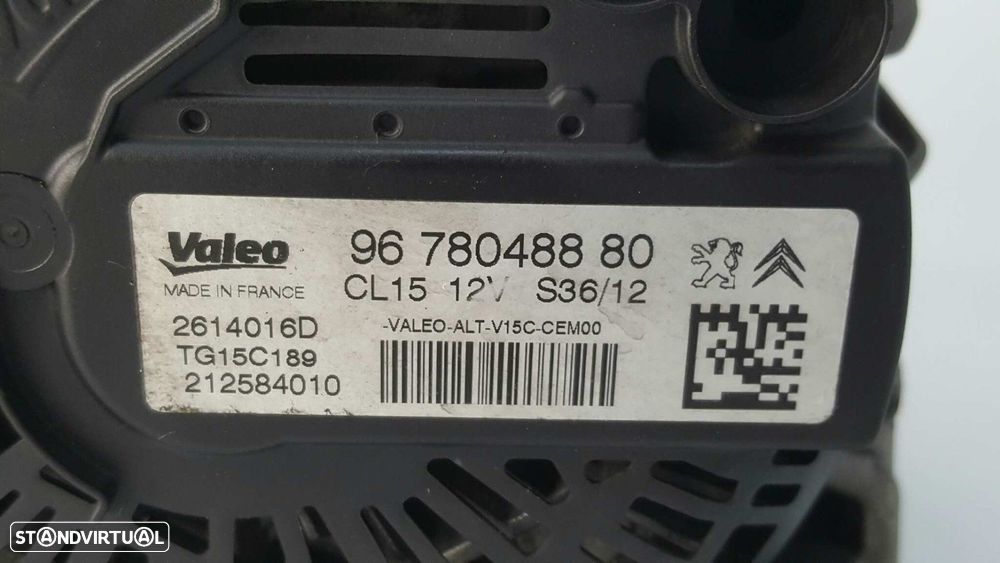 Valeo
MADE IN FRANCE
96 780488 80
CL15 12V S36/12
2614016D
TG15C189
212584010
-VALEO-ALT-V15C-CEM00
STANDVIRTUAL